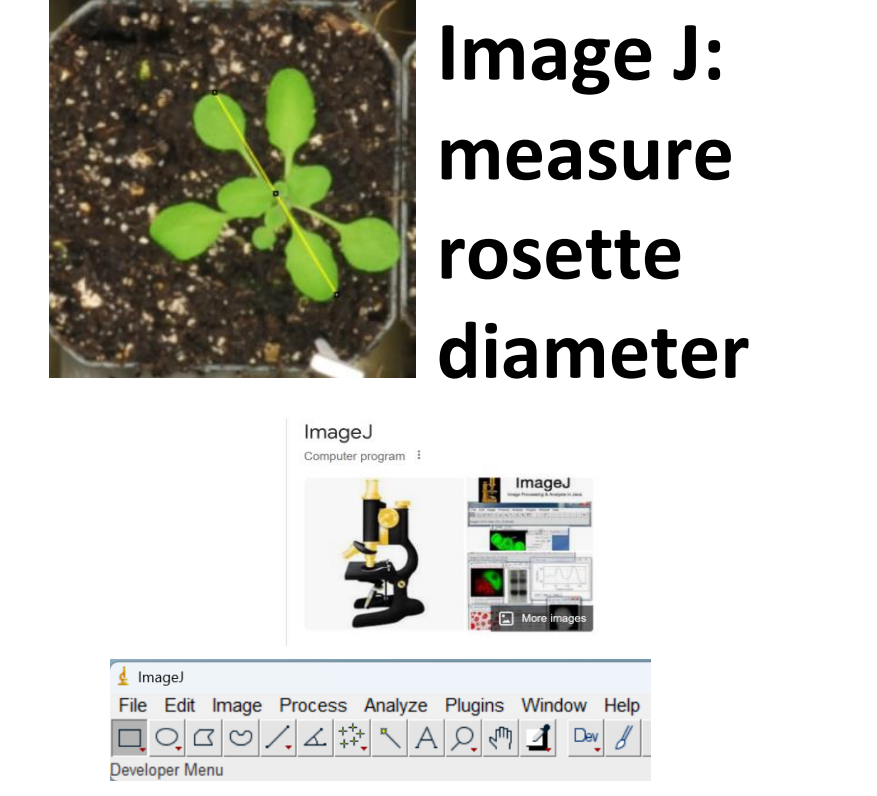 Image J:
measure
rosette
diameter
ImageJ
Computer program
ImageJ
Image Processing & Analysis in Java
More images
ImageJ
File Edit Image Process Analyze Plugins Window Help
A Dev
Developer Menu